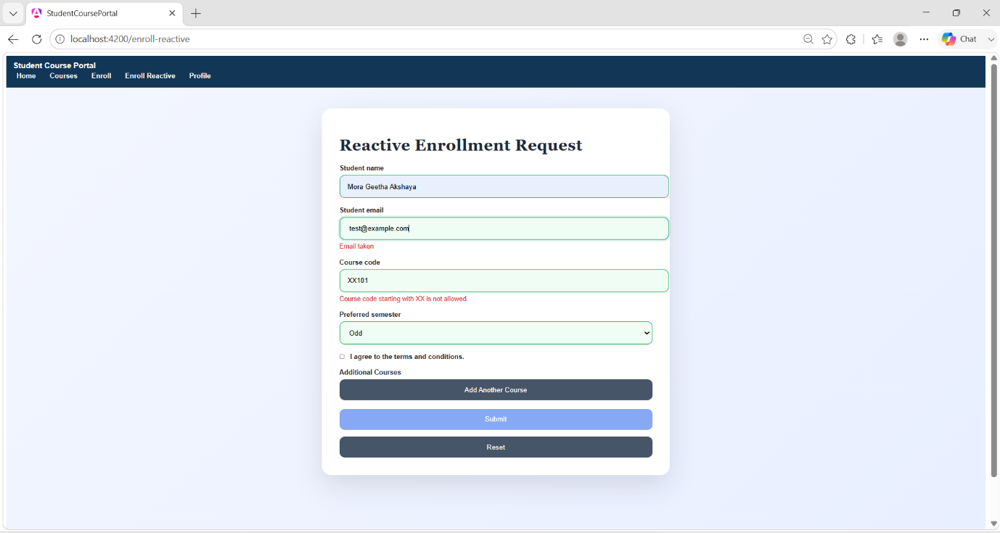 StudentCoursePortal
localhost:4200/enroll-reactive
Chat
Student Course Portal
Home Courses Enroll Enroll Reactive Profile
Reactive Enrollment Request
Student name
Mora Geetha Akshaya
Student email
test@example.com
Email taken
Course code
XX101
Course code starting with XX is not allowed.
Preferred semester
Odd
I agree to the terms and conditions.
Additional Courses
Add Another Course
Submit
Reset